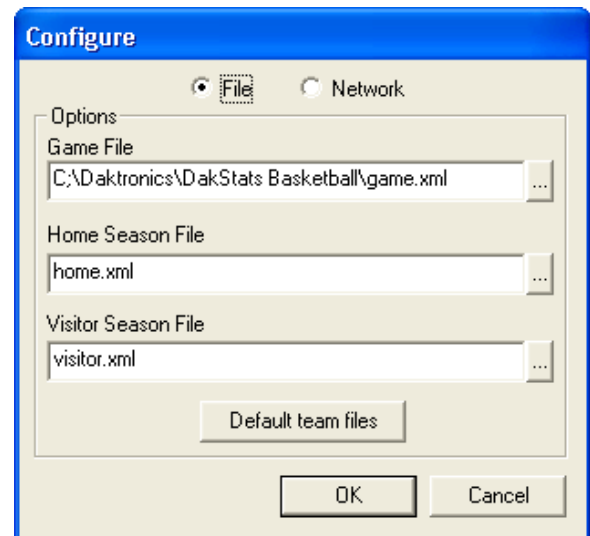 Configure
File Network
Options
Game File
C;\Daktronics\DakStats Basketball\game.xml ...
Home Season File
home.xml ...
Visitor Season File
visitor.xml ...
Default team files
OK Cancel